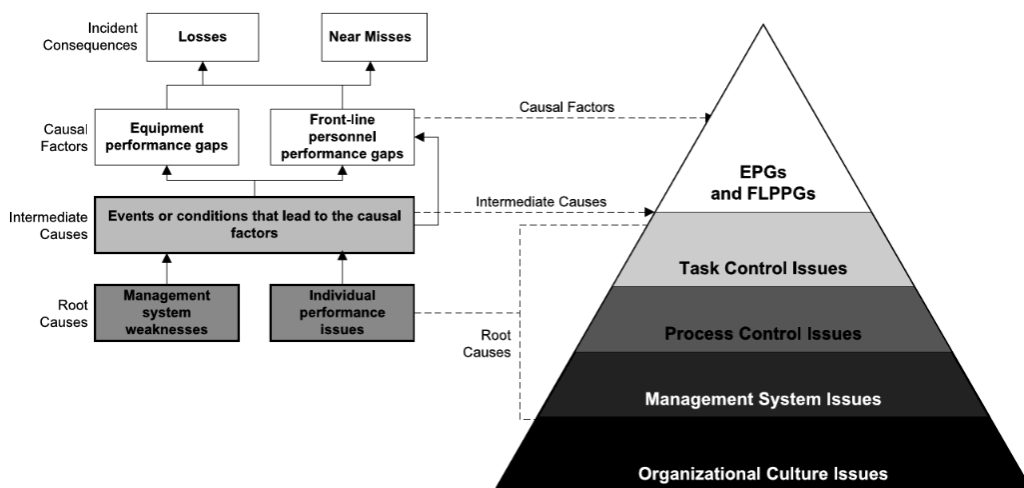 Incident
Consequences
Losses
Near Misses
Causal
Factors
Equipment
performance gaps
Front-line
personnel
performance gaps
Causal Factors
EPGs
and FLPPGs
Intermediate
Causes
Events or conditions that lead to the causal
factors
Intermediate Causes
Task Control Issues
Root
Causes
Management
system
weaknesses
Individual
performance
issues
Root
Causes
Process Control Issues
Management System Issues
Organizational Culture Issues